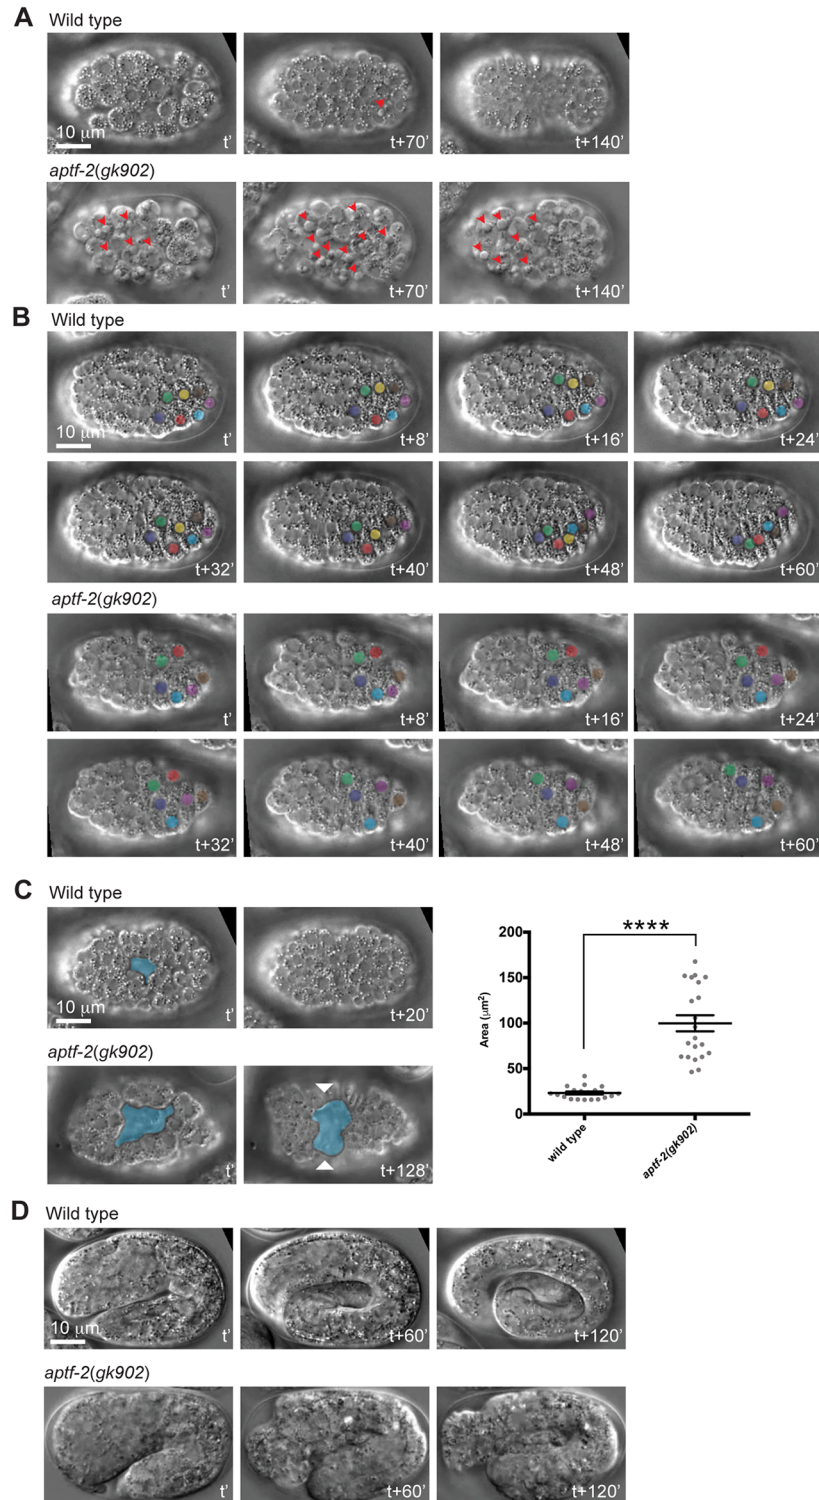 A
Wild type
10 μm
t'
t+70'
t+140'
aptf-2(gk902)
t'
t+70'
t+140'
B
Wild type
10 μm
t'
t+8'
t+16'
t+24'
t+32'
t+40'
t+48'
t+60'
aptf-2(gk902)
t'
t+8'
t+16'
t+24'
t+32'
t+40'
t+48'
t+60'
C
Wild type
10 μm
t'
t+20'
aptf-2(gk902)
t'
t+128'
200
150
100
50
0
Area (μm²)
****
wild type
aptf-2(gk902)
D
Wild type
10 μm
t'
t+60'
t+120'
aptf-2(gk902)
t'
t+60'
t+120'